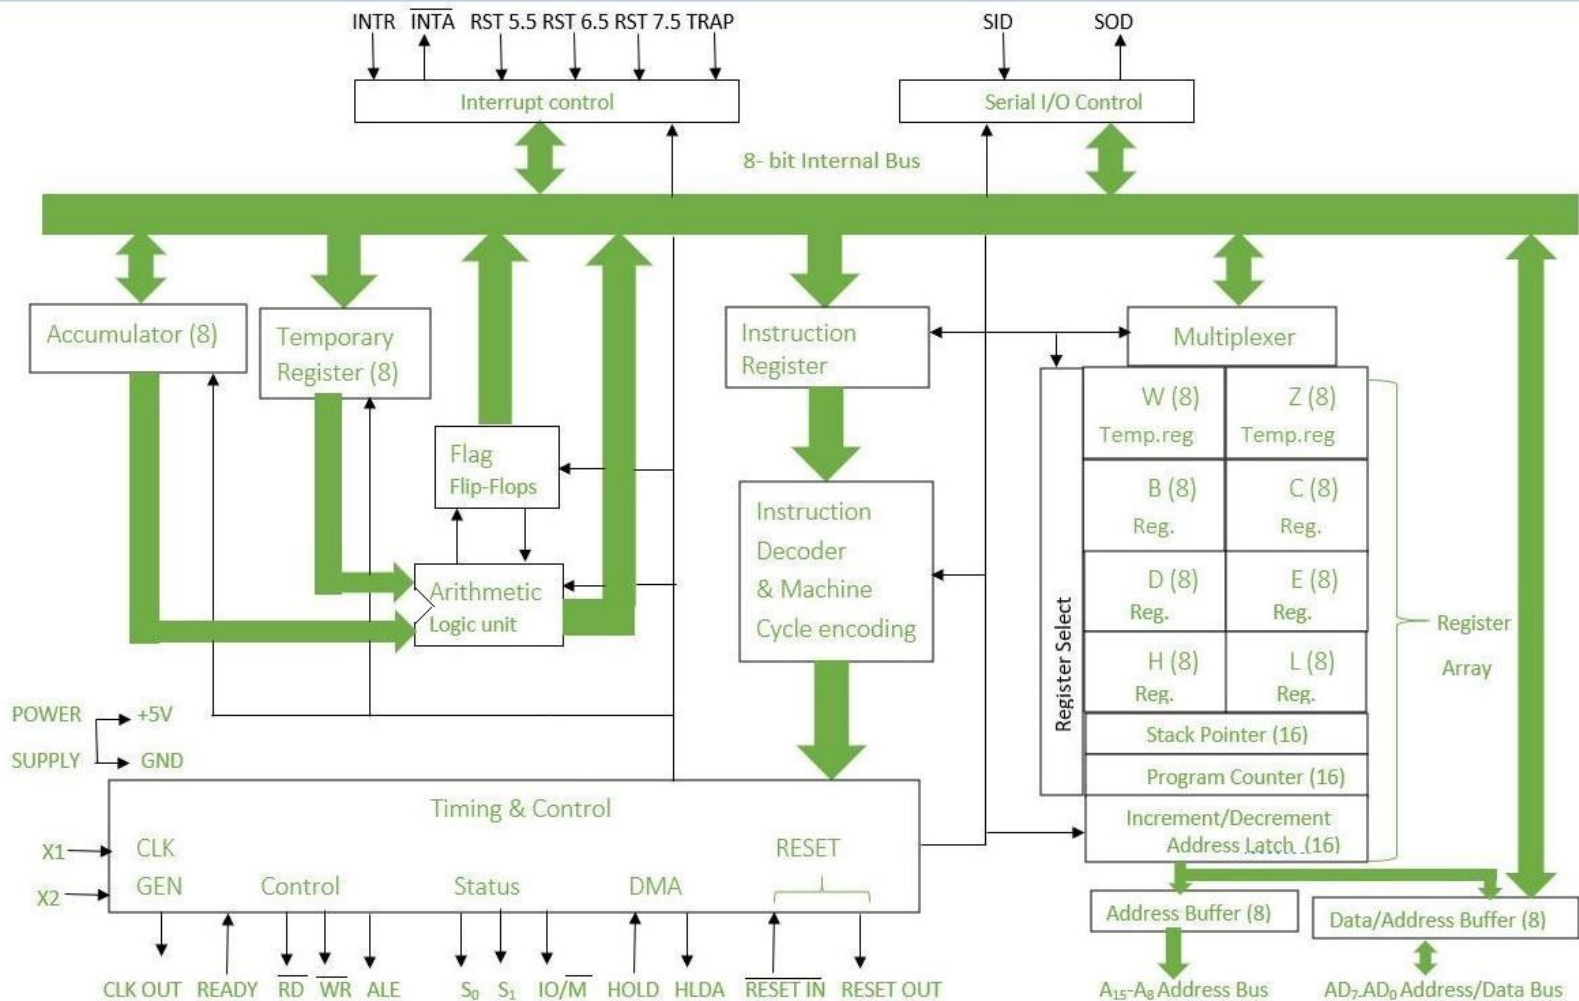 INTR INTA RST 5.5 RST 6.5 RST 7.5 TRAP
SID SOD
Interrupt control
Serial I/O Control
8- bit Internal Bus
Accumulator (8)
Temporary
Register (8)
Instruction
Register
Multiplexer
Flag
Flip-Flops
Arithmetic
Logic unit
Instruction
Decoder
& Machine
Cycle encoding
Register Select
W (8)
Temp.reg
Z (8)
Temp.reg
B (8)
Reg.
C (8)
Reg.
D (8)
Reg.
E (8)
Reg.
H (8)
Reg.
L (8)
Reg.
Stack Pointer (16)
Program Counter (16)
Increment/Decrement
Address Latch (16)
Register
Array
POWER +5V
SUPPLY GND
Timing & Control
X1 CLK
X2 GEN
Control
Status
DMA
RESET
Address Buffer (8)
Data/Address Buffer (8)
CLK OUT READY RD WR ALE S₀ S₁ IO/M HOLD HLDA RESET IN RESET OUT
A₁₅-A₈ Address Bus
AD₇-AD₀ Address/Data Bus